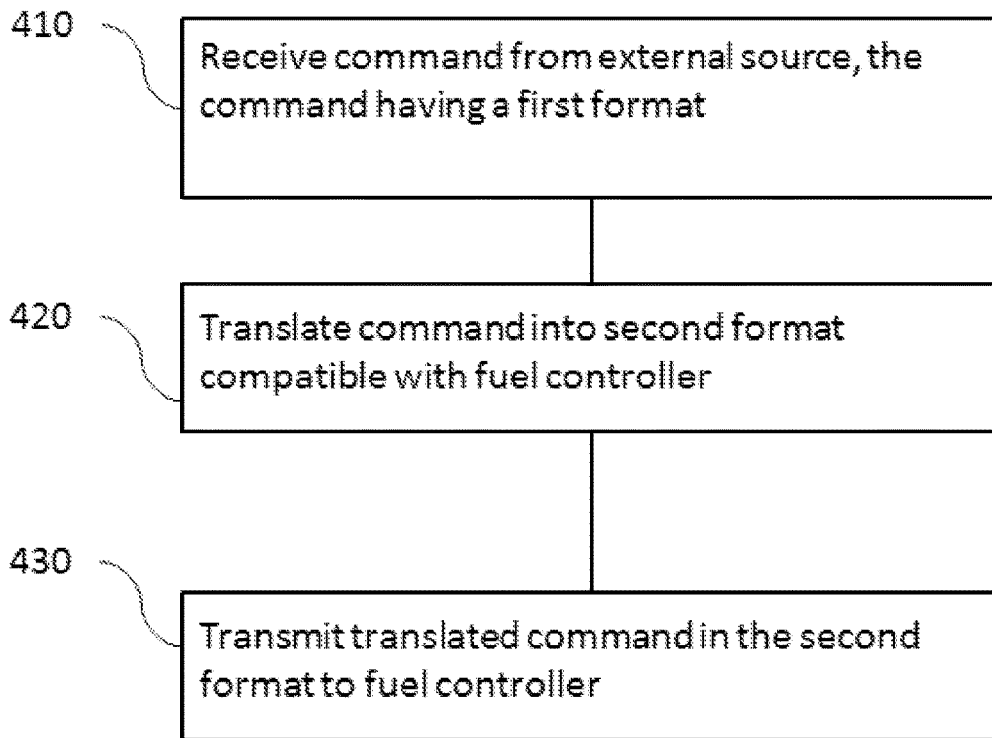 410
Receive command from external source, the
command having a first format
420
Translate command into second format
compatible with fuel controller
430
Transmit translated command in the second
format to fuel controller